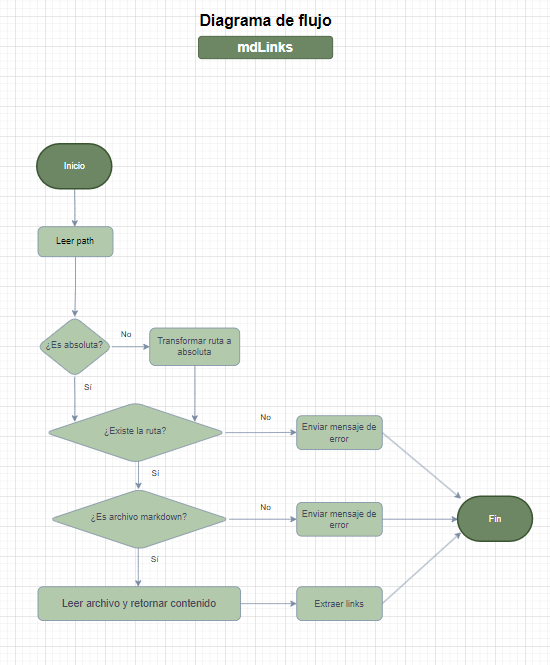 Diagrama de flujo
mdLinks
Inicio
Leer path
¿Es absoluta?
No
Transformar ruta a
absoluta
Sí
¿Existe la ruta?
No
Enviar mensaje de
error
Sí
¿Es archivo markdown?
No
Enviar mensaje de
error
Fin
Sí
Leer archivo y retornar contenido
Extraer links